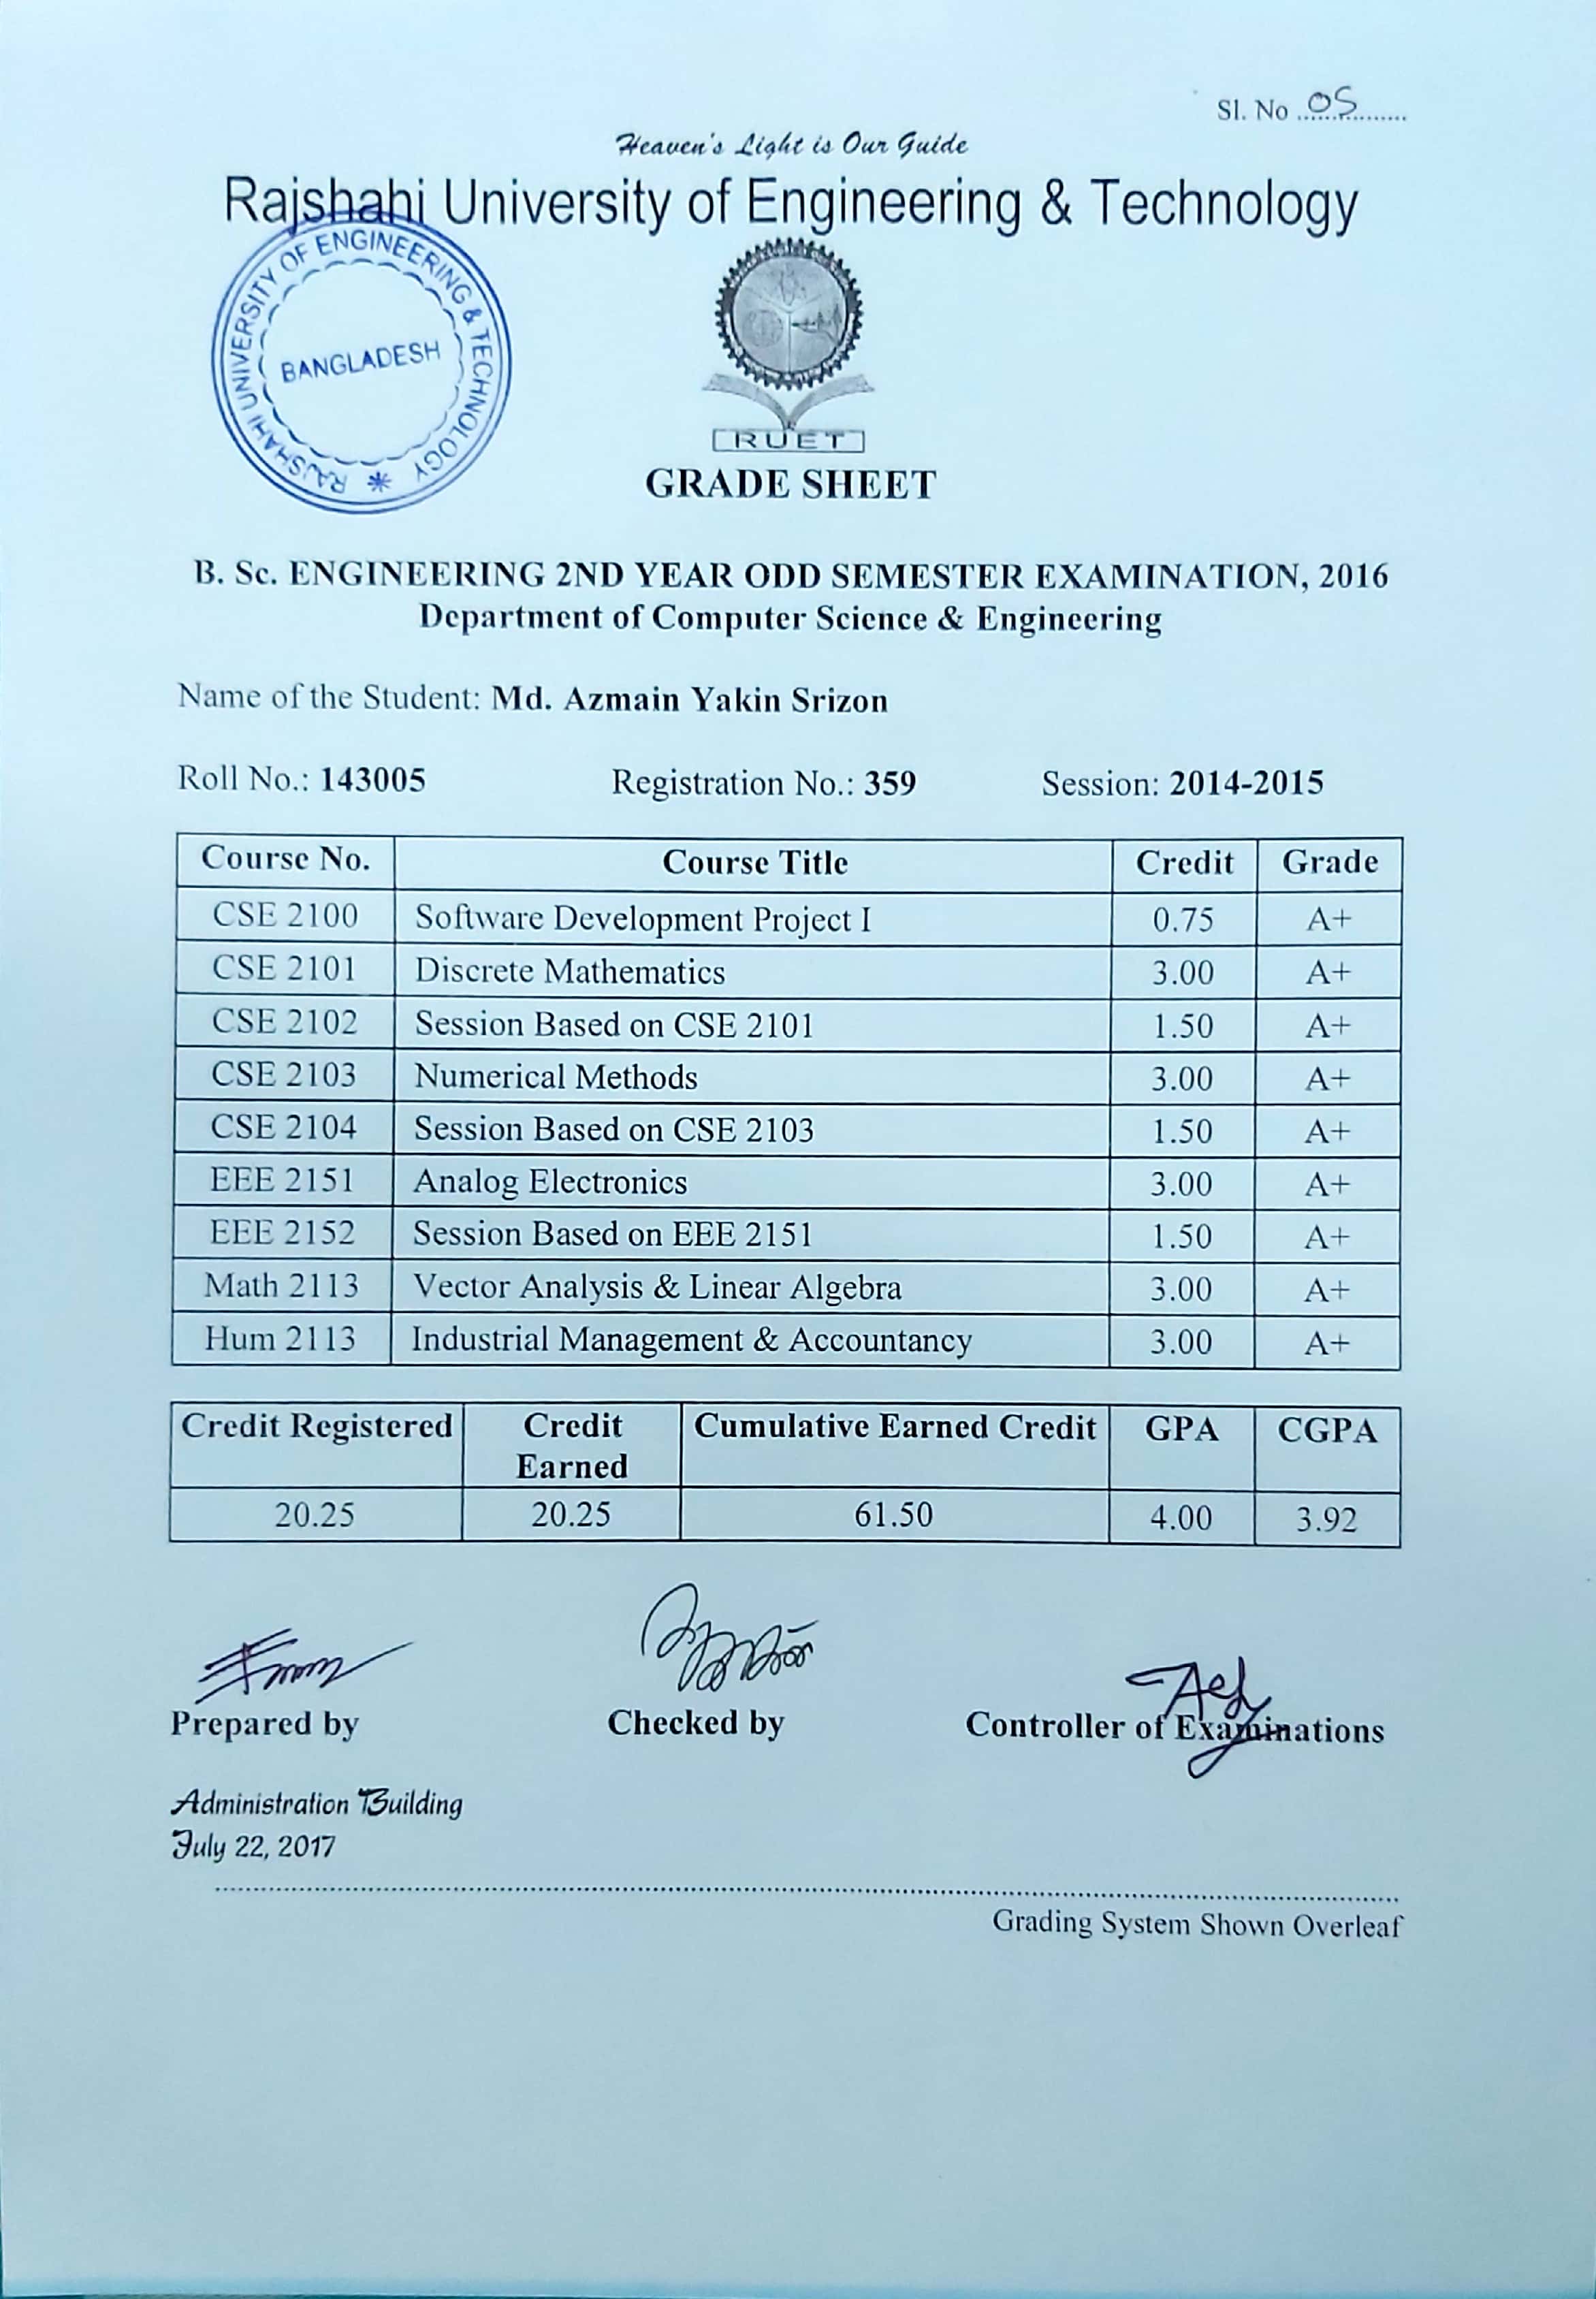 Sl. No ...05........
Heaven's Light is Our Guide
Rajshahi University of Engineering & Technology
RAJSHAHI UNIVERSITY OF ENGINEERING & TECHNOLOGY *
BANGLADESH
RUET
GRADE SHEET
B. Sc. ENGINEERING 2ND YEAR ODD SEMESTER EXAMINATION, 2016
Department of Computer Science & Engineering
Name of the Student: Md. Azmain Yakin Srizon
Roll No.: 143005 Registration No.: 359 Session: 2014-2015
Course No. Course Title Credit Grade
CSE 2100 Software Development Project I 0.75 A+
CSE 2101 Discrete Mathematics 3.00 A+
CSE 2102 Session Based on CSE 2101 1.50 A+
CSE 2103 Numerical Methods 3.00 A+
CSE 2104 Session Based on CSE 2103 1.50 A+
EEE 2151 Analog Electronics 3.00 A+
EEE 2152 Session Based on EEE 2151 1.50 A+
Math 2113 Vector Analysis & Linear Algebra 3.00 A+
Hum 2113 Industrial Management & Accountancy 3.00 A+
Credit Registered Credit Earned Cumulative Earned Credit GPA CGPA
20.25 20.25 61.50 4.00 3.92
Prepared by Checked by Controller of Examinations
Administration Building
July 22, 2017
Grading System Shown Overleaf